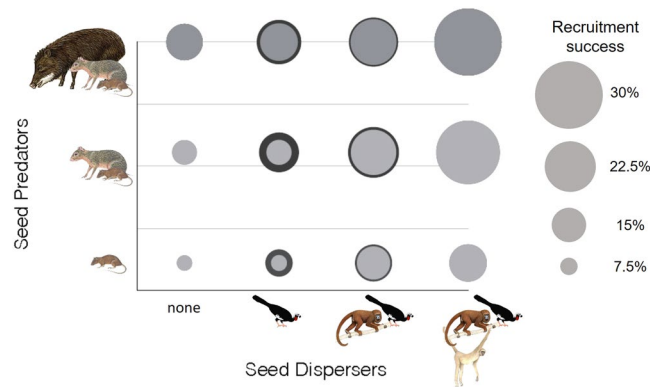 Recruitment
success
30%
22.5%
15%
7.5%
Seed Predators
none
Seed Dispersers